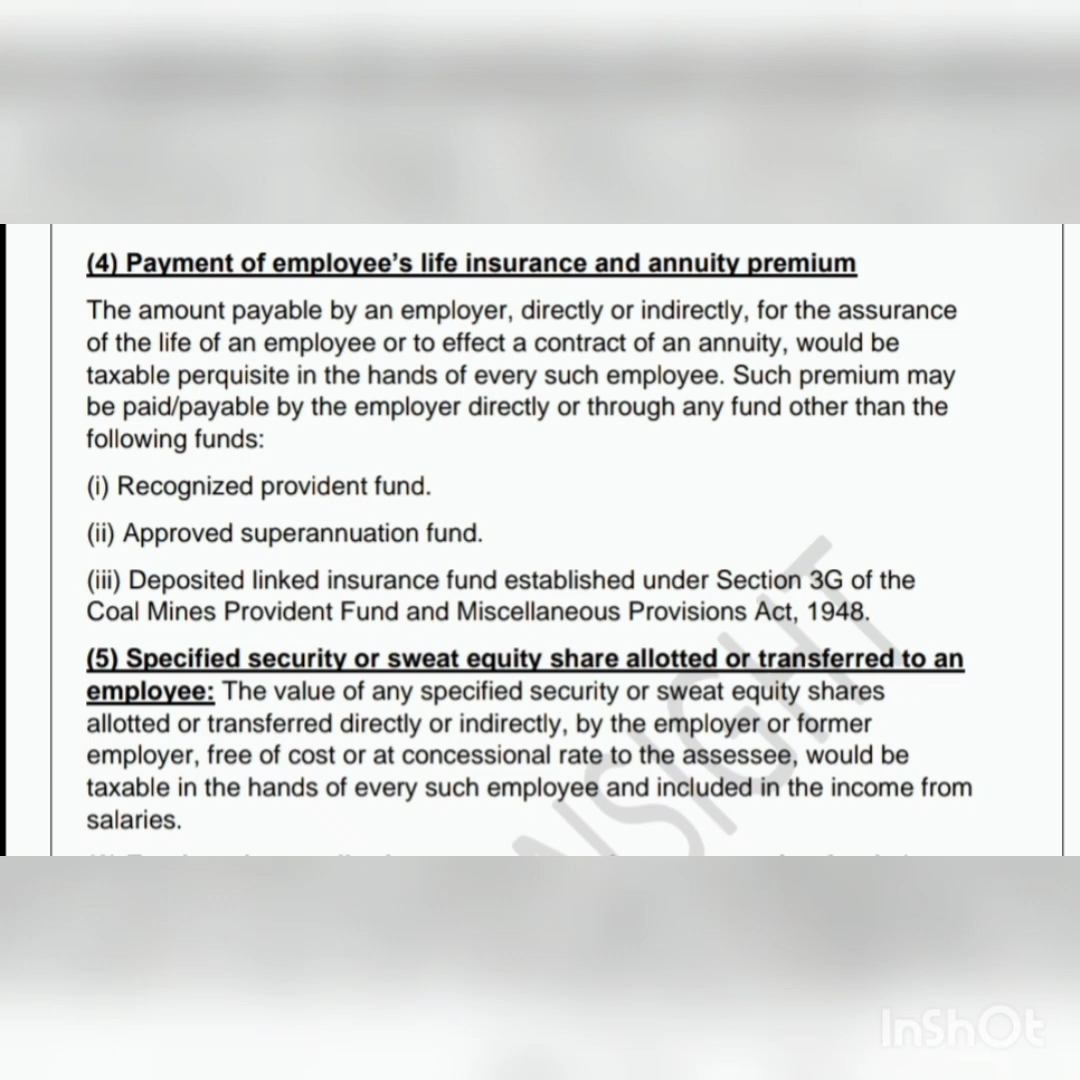 (4) Payment of employee's life insurance and annuity premium
The amount payable by an employer, directly or indirectly, for the assurance
of the life of an employee or to effect a contract of an annuity, would be
taxable perquisite in the hands of every such employee. Such premium may
be paid/payable by the employer directly or through any fund other than the
following funds:
(i) Recognized provident fund.
(ii) Approved superannuation fund.
(iii) Deposited linked insurance fund established under Section 3G of the
Coal Mines Provident Fund and Miscellaneous Provisions Act, 1948.
(5) Specified security or sweat equity share allotted or transferred to an
employee: The value of any specified security or sweat equity shares
allotted or transferred directly or indirectly, by the employer or former
employer, free of cost or at concessional rate to the assessee, would be
taxable in the hands of every such employee and included in the income from
salaries.
NSIGHT
InShOt